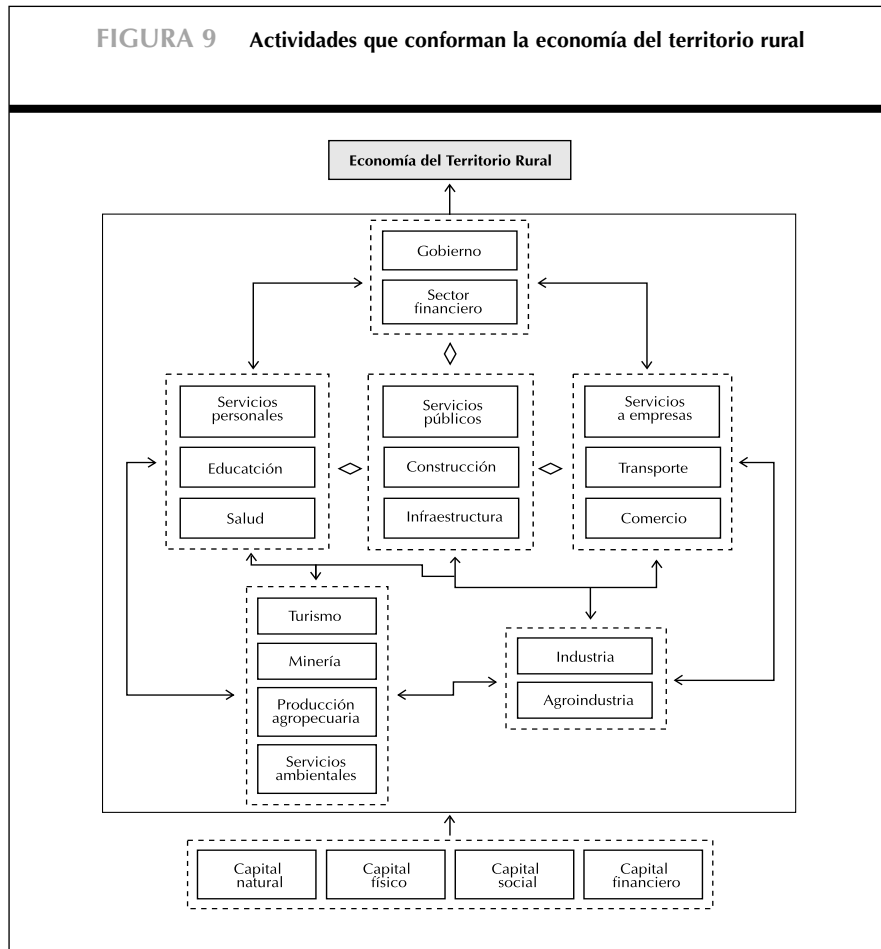 FIGURA 9 Actividades que conforman la economía del territorio rural
Economía del Territorio Rural
Gobierno
Sector
financiero
Servicios
personales
Educatción
Salud
Servicios
públicos
Construcción
Infraestructura
Servicios
a empresas
Transporte
Comercio
Turismo
Minería
Producción
agropecuaria
Servicios
ambientales
Industria
Agroindustria
Capital
natural
Capital
físico
Capital
social
Capital
financiero